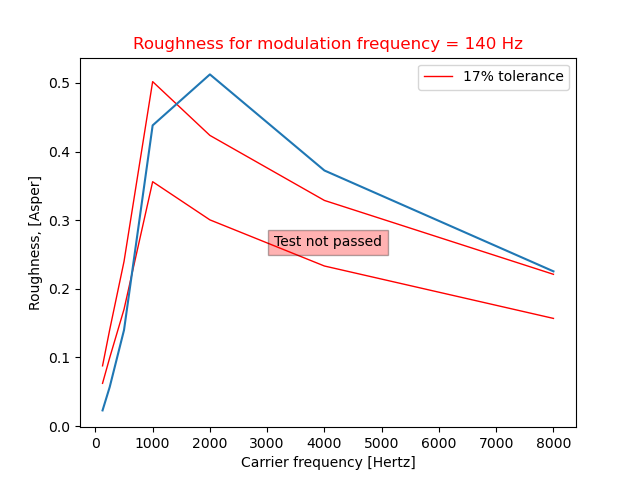 Roughness for modulation frequency = 140 Hz
17% tolerance
0.5
0.4
0.3
0.2
0.1
0.0
Roughness, [Asper]
Test not passed
0 1000 2000 3000 4000 5000 6000 7000 8000
Carrier frequency [Hertz]